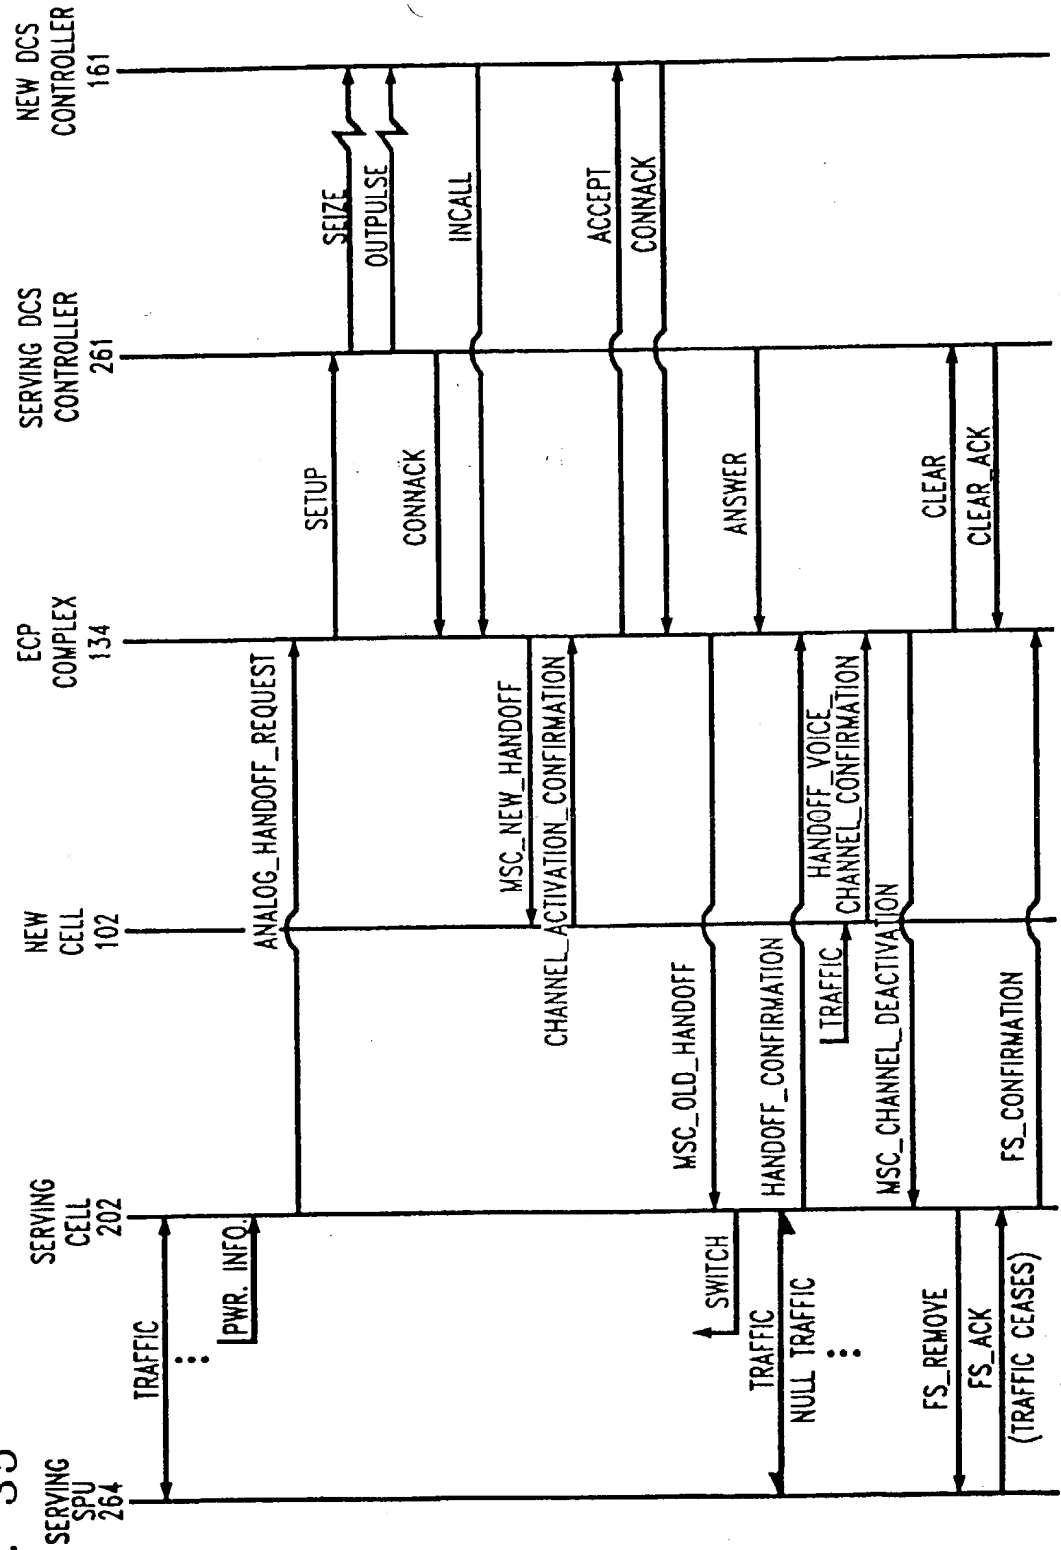 35
SERVING
SPU
264
SERVING
CELL
202
NEW
CELL
102
ECP
COMPLEX
134
SERVING DCS
CONTROLLER
261
NEW DCS
CONTROLLER
161
TRAFFIC
PWR. INFO.
ANALOG_HANDOFF_REQUEST
SETUP
SEIZE
OUTPULSE
CONNACK
INCALL
MSC_NEW_HANDOFF
CHANNEL_ACTIVATION_CONFIRMATION
ACCEPT
CONNACK
MSC_OLD_HANDOFF
SWITCH
ANSWER
TRAFFIC
NULL TRAFFIC
HANDOFF_CONFIRMATION
TRAFFIC
HANDOFF_VOICE_
CHANNEL_CONFIRMATION
MSC_CHANNEL_DEACTIVATION
CLEAR
FS_REMOVE
CLEAR_ACK
FS_ACK
(TRAFFIC CEASES)
FS_CONFIRMATION